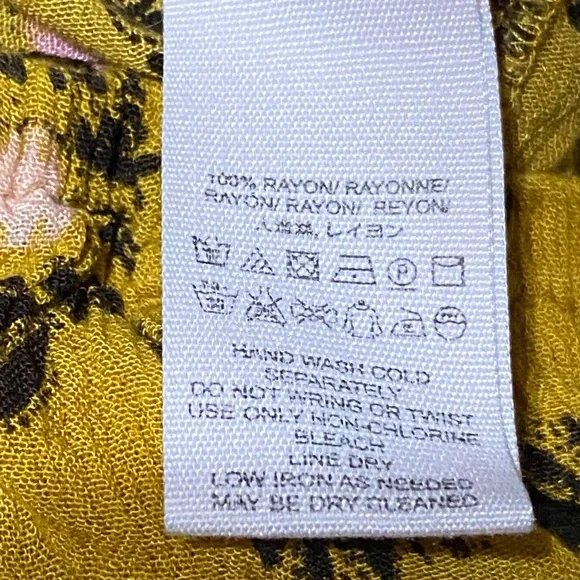 100% RAYON/ RAYONNE/
RAYON/ RAYON/ REYON/
人造絲, レイヨン
HAND WASH COLD
SEPARATELY
DO NOT WRING OR TWIST
USE ONLY NON-CHLORINE
BLEACH
LINE DRY
LOW IRON AS NEEDED
MAY BE DRY CLEANED